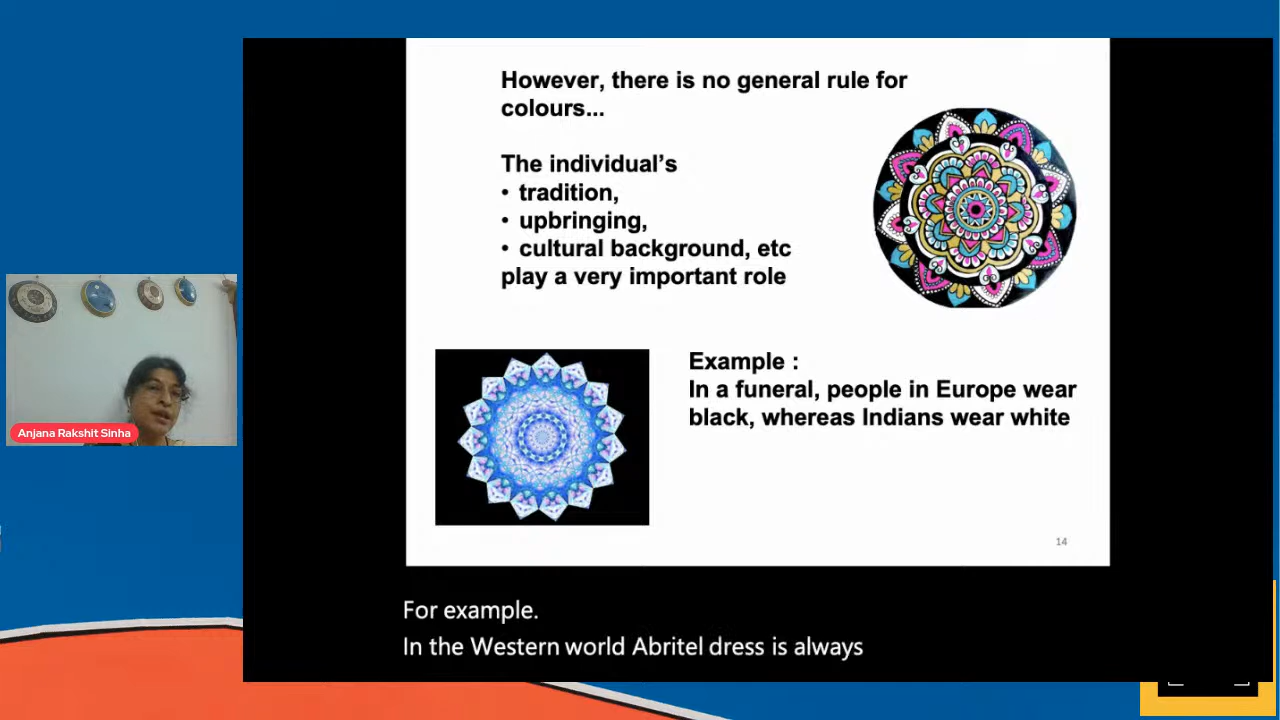 However, there is no general rule for
colours...
The individual's
• tradition,
• upbringing,
• cultural background, etc
play a very important role
Example :
In a funeral, people in Europe wear
black, whereas Indians wear white
14
Anjana Rakshit Sinha
For example.
In the Western world Abritel dress is always